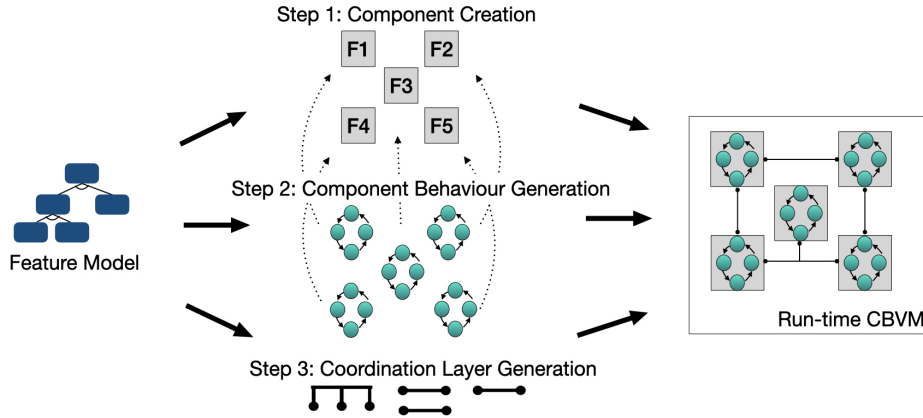 Step 1: Component Creation
F1 F2
F3
F4 F5
Step 2: Component Behaviour Generation
Feature Model
Run-time CBVM
Step 3: Coordination Layer Generation